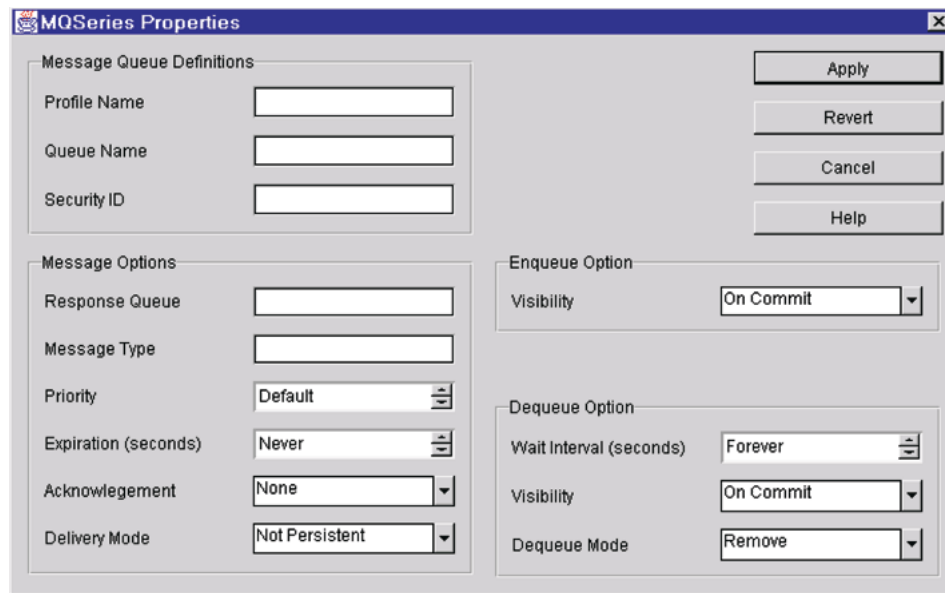 MQSeries Properties
Message Queue Definitions
Profile Name
Queue Name
Security ID
Apply
Revert
Cancel
Help
Message Options
Response Queue
Message Type
Priority Default
Expiration (seconds) Never
Acknowlegement None
Delivery Mode Not Persistent
Enqueue Option
Visibility On Commit
Dequeue Option
Wait Interval (seconds) Forever
Visibility On Commit
Dequeue Mode Remove